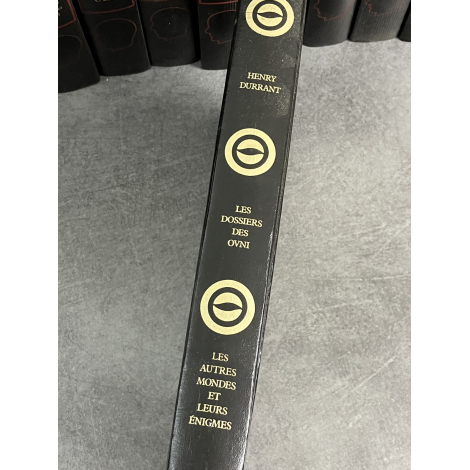 HENRY
DURRANT
LES
DOSSIERS
DES
OVNI
LES
AUTRES
MONDES
ET
LEURS
ÉNIGMES